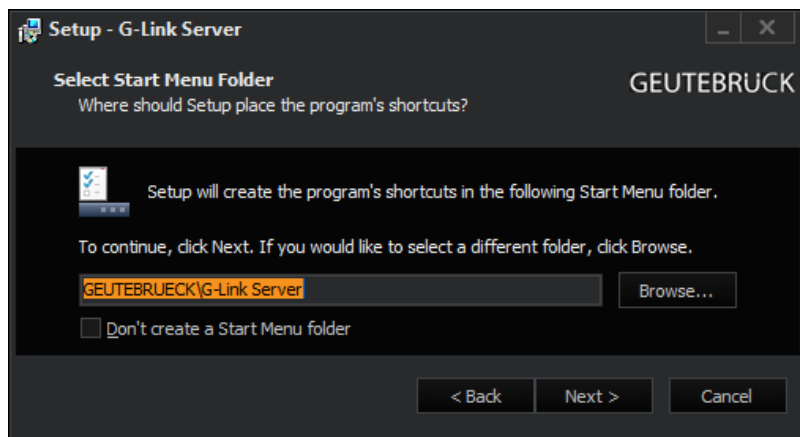 Setup - G-Link Server
Select Start Menu Folder
Where should Setup place the program's shortcuts?
GEUTEBRÜCK
Setup will create the program's shortcuts in the following Start Menu folder.
To continue, click Next. If you would like to select a different folder, click Browse.
GEUTEBRUECK\G-Link Server
Browse...
Don't create a Start Menu folder
< Back
Next >
Cancel